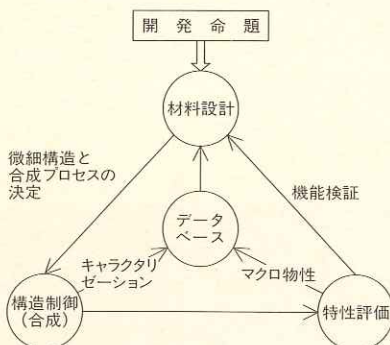 開発命題
材料設計
微細構造と
合成プロセスの
決定
機能検証
データ
ベース
キャラクタリ
ゼーション
マクロ物性
構造制御
(合成)
特性評価